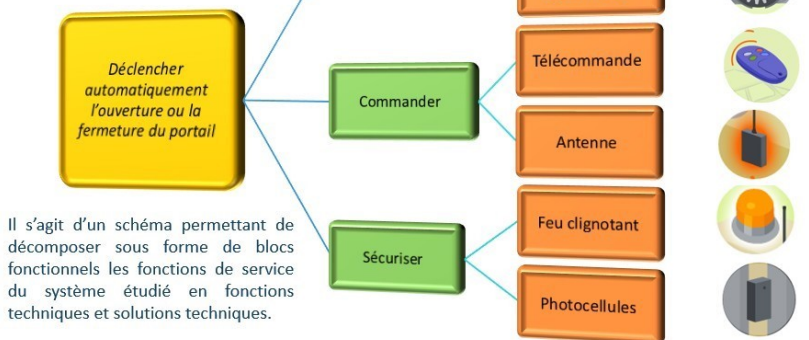 Déclencher
automatiquement
l'ouverture ou la
fermeture du portail
Commander
Télécommande
Antenne
Sécuriser
Feu clignotant
Photocellules
Il s’agit d’un schéma permettant de
décomposer sous forme de blocs
fonctionnels les fonctions de service
du système étudié en fonctions
techniques et solutions techniques.